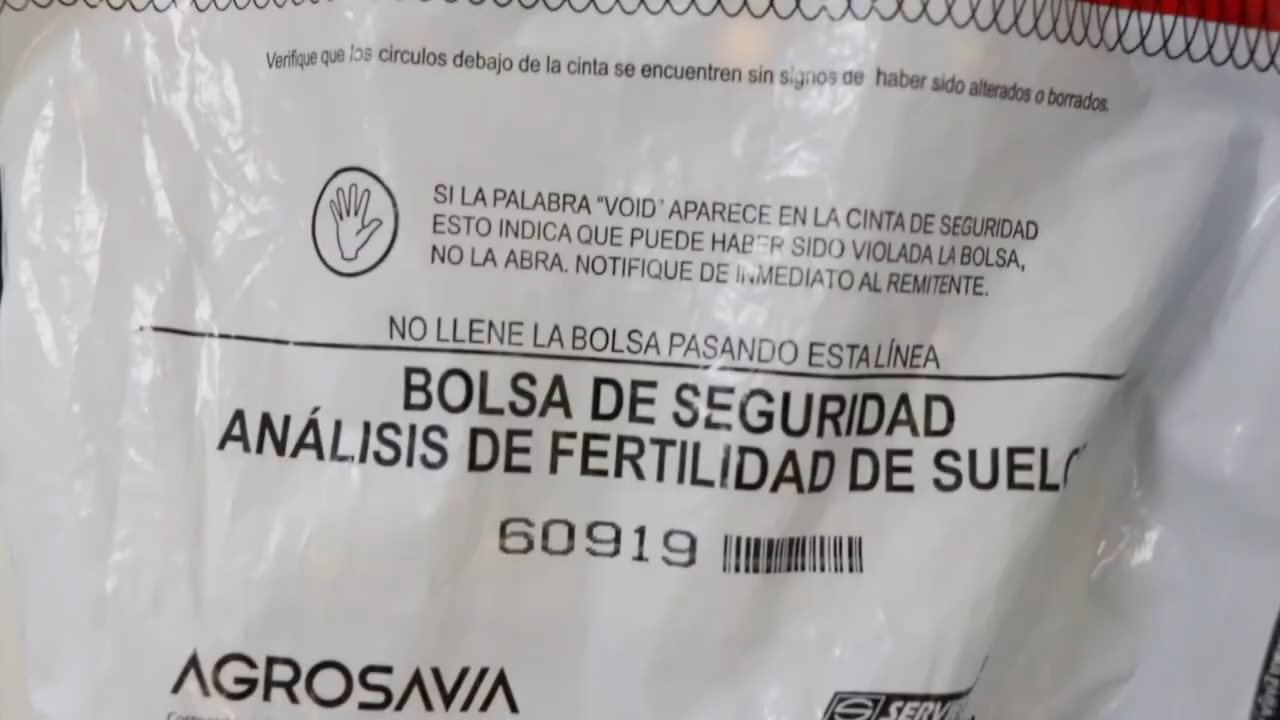 Verifique que los circulos debajo de la cinta se encuentren sin signos de haber sido alterados o borrados.
SI LA PALABRA "VOID" APARECE EN LA CINTA DE SEGURIDAD
ESTO INDICA QUE PUEDE HABER SIDO VIOLADA LA BOLSA,
NO LA ABRA. NOTIFIQUE DE INMEDIATO AL REMITENTE.
NO LLENE LA BOLSA PASANDO ESTA LÍNEA
BOLSA DE SEGURIDAD
ANÁLISIS DE FERTILIDAD DE SUELO
60919
AGROSAVIA